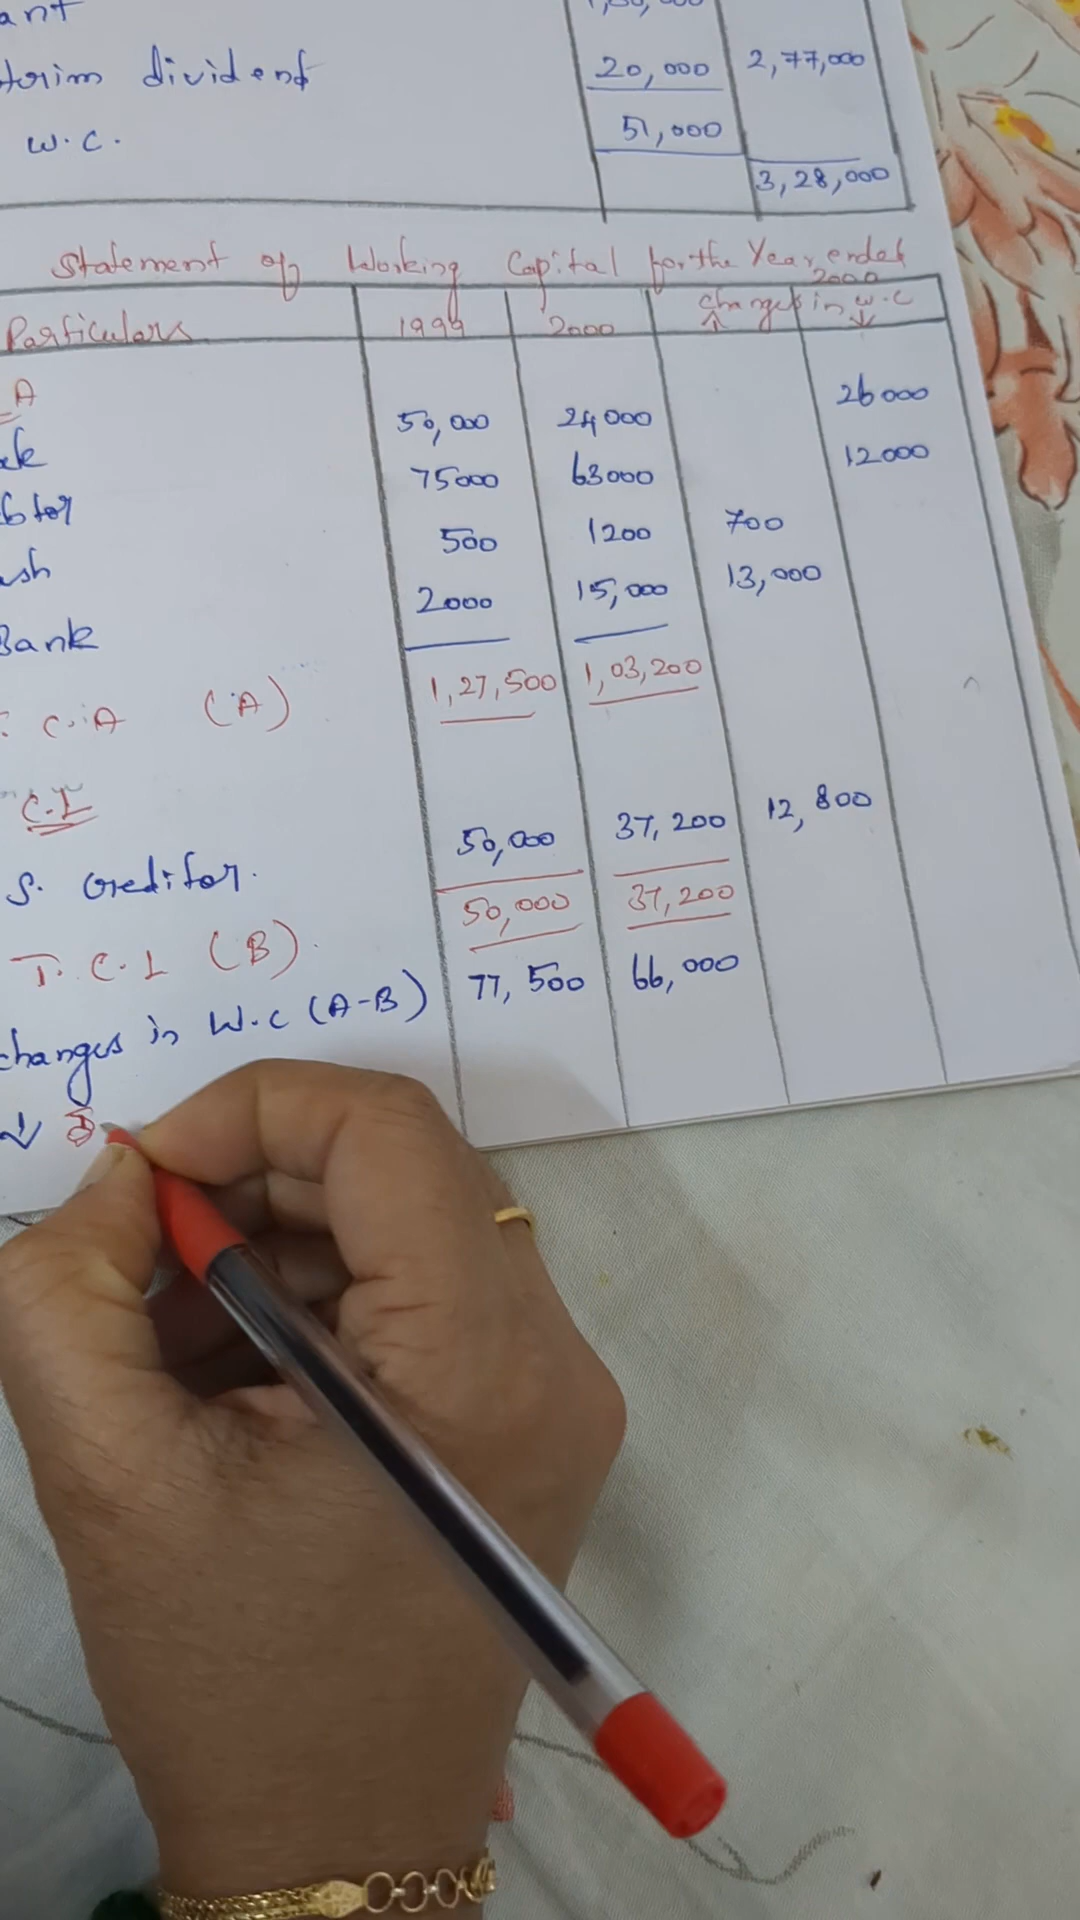 ant
terim dividend 20,000 2,77,000
W.C. 51,000
3,28,000
Statement of Working Capital for the Year ended 2000
Particulars 1999 2000 changes in W.C
↑ ↓
A
50,000 24000 26000
75000 63000 12000
500 1200 700
2000 15,000 13,000
Bank
C.A (A) 1,27,500 1,03,200
C.L
S. creditor. 50,000 37,200 12,800
T.C.L (B). 50,000 37,200
changes in W.C (A-B) 77,500 66,000